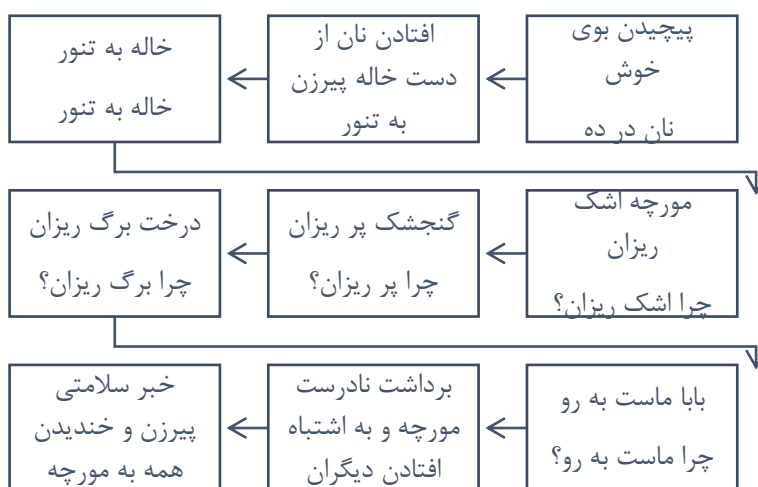 پیچیدن بوی
خوش
نان در ده
افتادن نان از
دست خاله پیرزن
به تنور
خاله به تنور
خاله به تنور
مورچه اشک
ریزان
چرا اشک ریزان؟
گنجشک پر ریزان
چرا پر ریزان؟
درخت برگ ریزان
چرا برگ ریزان؟
بابا ماست به رو
چرا ماست به رو؟
برداشت نادرست
مورچه و به اشتباه
افتادن دیگران
خبر سلامتی
پیرزن و خندیدن
همه به مورچه